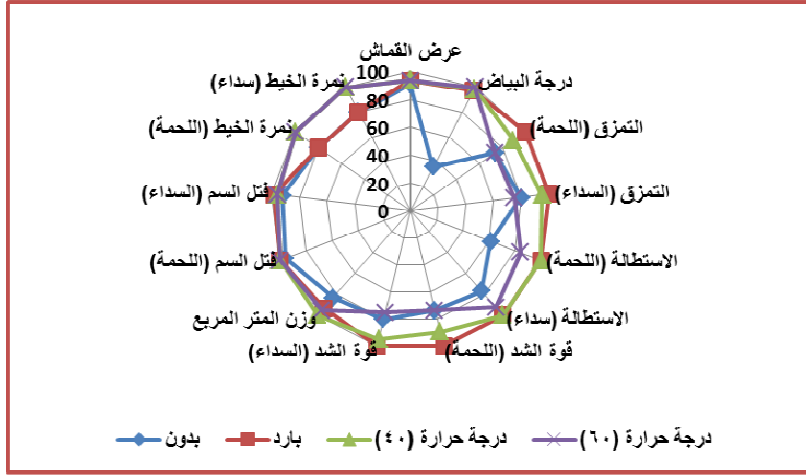 عرض القماش
درجة البياض
التمزق (اللحمة)
التمزق (السداء)
الاستطالة (اللحمة)
الاستطالة (سداء)
قوة الشد (اللحمة)
قوة الشد (السداء)
وزن المتر المربع
فتل السم (اللحمة)
فتل السم (السداء)
نمرة الخيط (اللحمة)
نمرة الخيط (سداء)
100
80
60
40
20
0
بدون
بارد
درجة حرارة (٤٠)
درجة حرارة (٦٠)